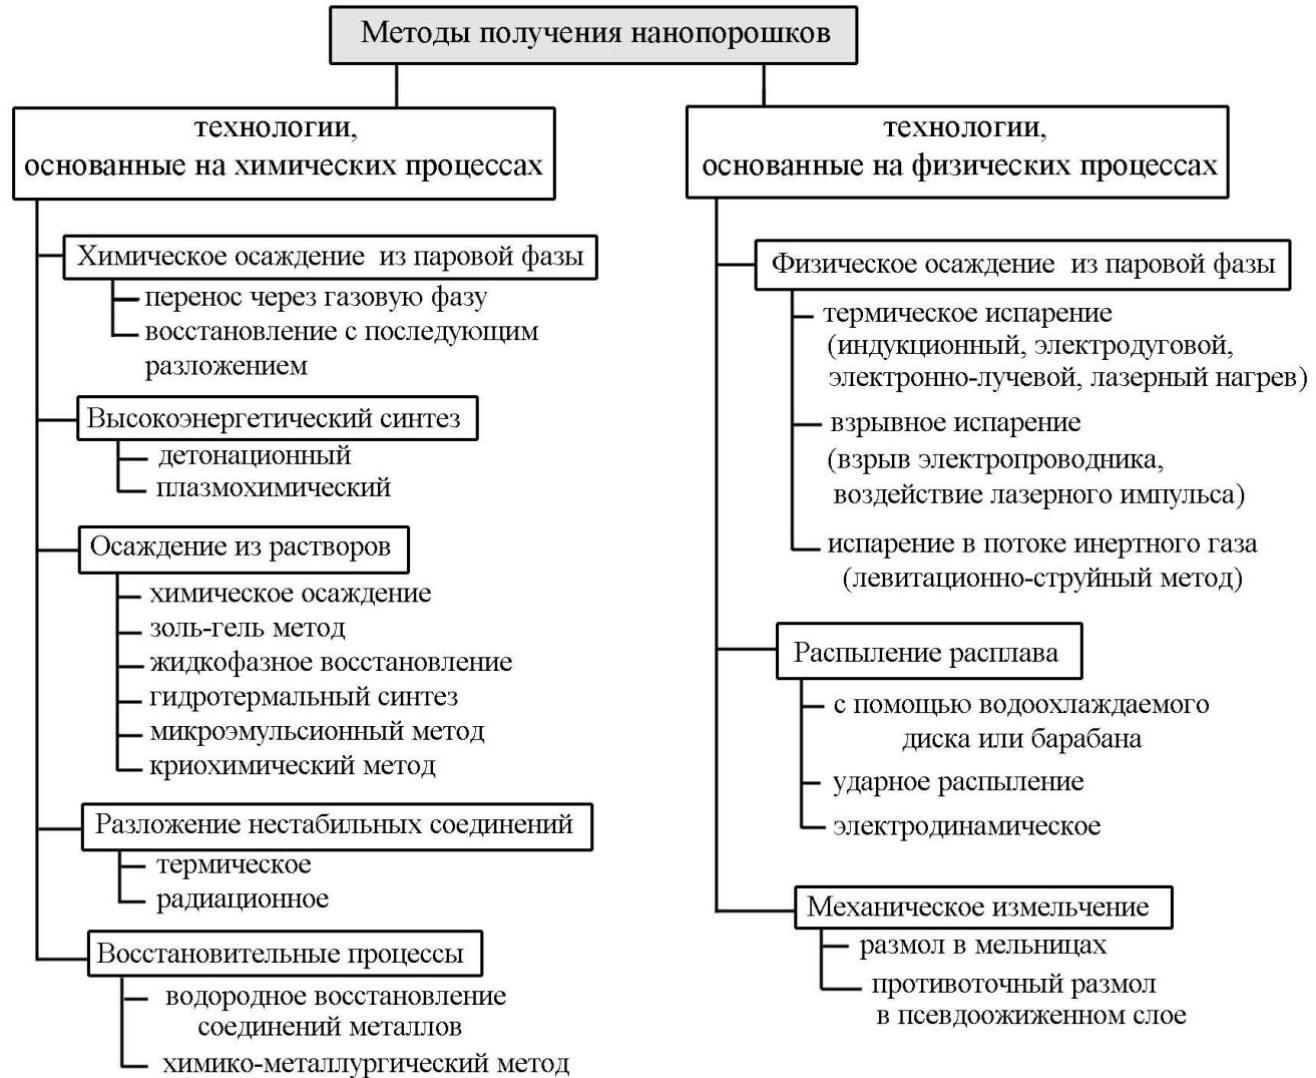 Методы получения нанопорошков
технологии,
основанные на химических процессах
Химическое осаждение из паровой фазы
перенос через газовую фазу
восстановление с последующим
разложением
Высокоэнергетический синтез
детонационный
плазмохимический
Осаждение из растворов
химическое осаждение
золь-гель метод
жидкофазное восстановление
гидротермальный синтез
микроэмульсионный метод
криохимический метод
Разложение нестабильных соединений
термическое
радиационное
Восстановительные процессы
водородное восстановление
соединений металлов
химико-металлургический метод
технологии,
основанные на физических процессах
Физическое осаждение из паровой фазы
термическое испарение
(индукционный, электродуговой,
электронно-лучевой, лазерный нагрев)
взрывное испарение
(взрыв электропроводника,
воздействие лазерного импульса)
испарение в потоке инертного газа
(левитационно-струйный метод)
Распыление расплава
с помощью водоохлаждаемого
диска или барабана
ударное распыление
электродинамическое
Механическое измельчение
размол в мельницах
противоточный размол
в псевдоожиженном слое